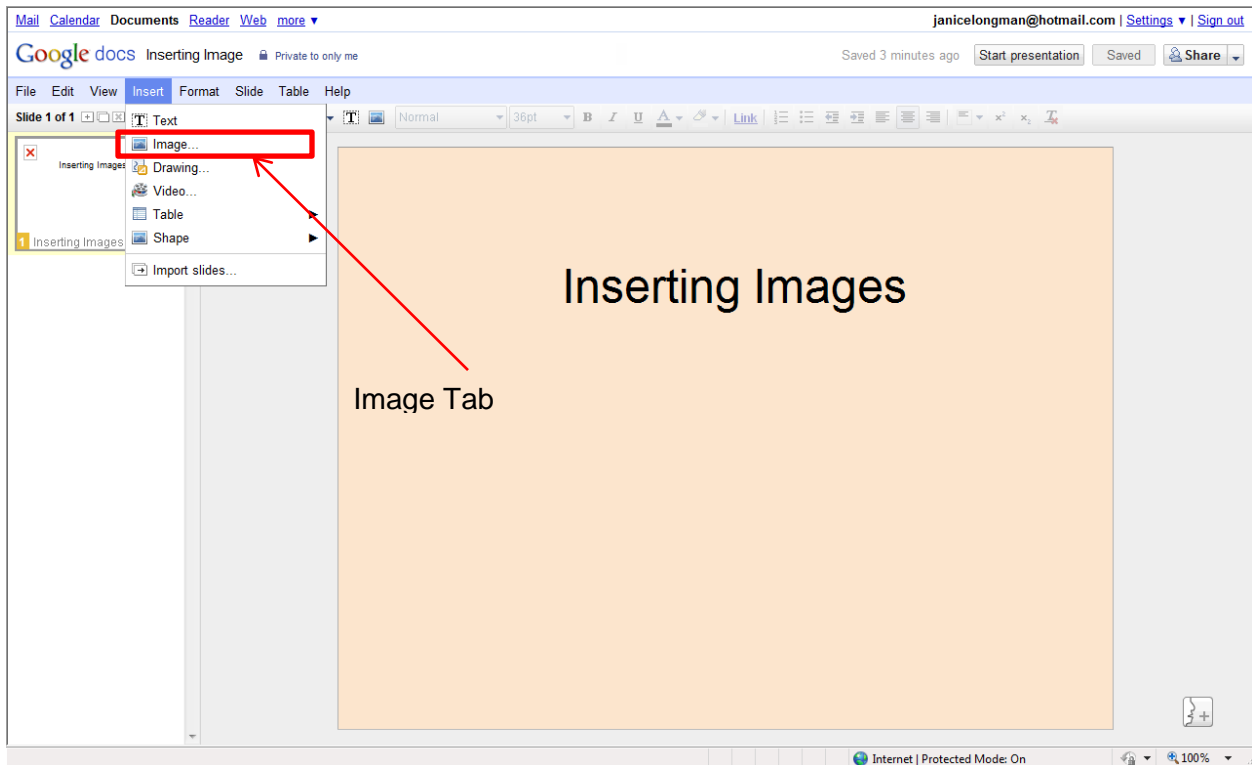 Mail Calendar Documents Reader Web more ▼ janicelongman@hotmail.com | Settings ▼ | Sign out
Google docs Inserting Image Private to only me Saved 3 minutes ago Start presentation Saved Share
File Edit View Insert Format Slide Table Help
Slide 1 of 1 T Normal 36pt B I U A Link x² x₂ T
Text
Image...
Drawing...
Video...
Table
Shape
Import slides...
Inserting Images
1 Inserting Images
Inserting Images
Image Tab
Internet | Protected Mode: On 100%